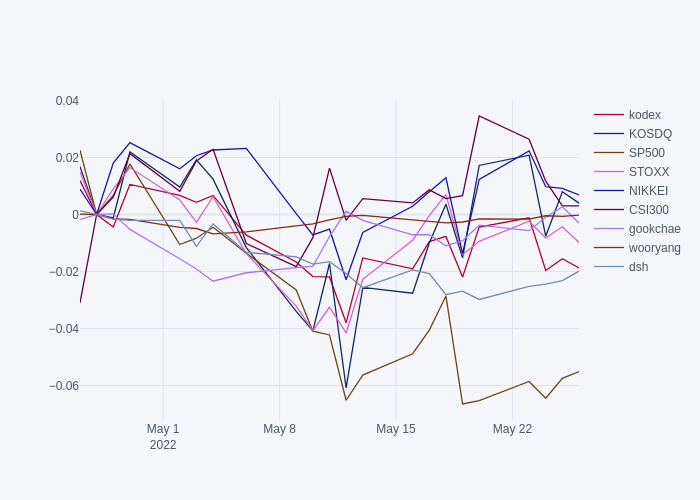 0.04
0.02
0
−0.02
−0.04
−0.06
May 1
2022
May 8
May 15
May 22
kodex
KOSDQ
SP500
STOXX
NIKKEI
CSI300
gookchae
wooryang
dsh